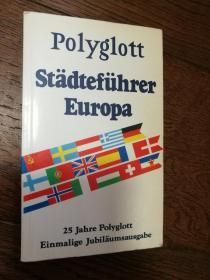 Polyglott
Städteführer
Europa
25 Jahre Polyglott
Einmalige Jubiläumsausgabe